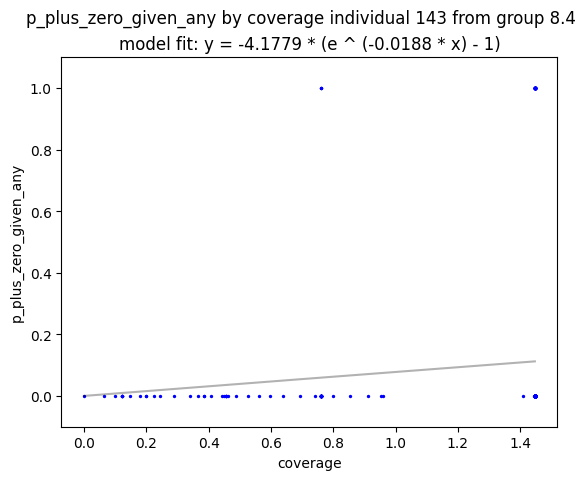 p_plus_zero_given_any by coverage individual 143 from group 8.4
model fit: y = -4.1779 * (e ^ (-0.0188 * x) - 1)
1.0
0.8
0.6
0.4
0.2
0.0
p_plus_zero_given_any
0.0 0.2 0.4 0.6 0.8 1.0 1.2 1.4
coverage